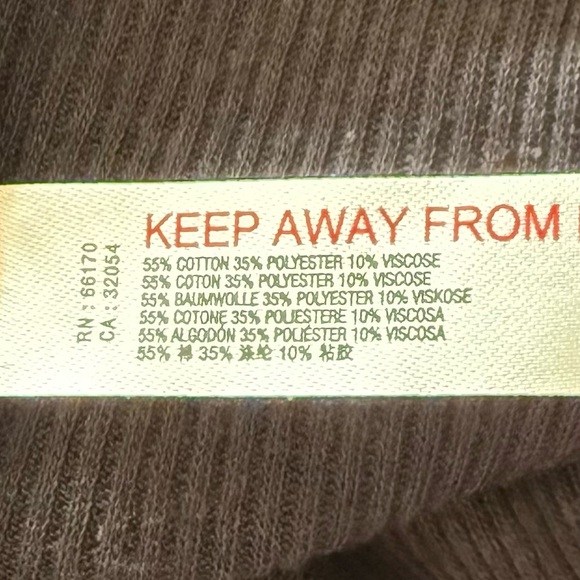 KEEP AWAY FROM
RN : 66170
CA : 32054
55% COTTON 35% POLYESTER 10% VISCOSE
55% COTON 35% POLYESTER 10% VISCOSE
55% BAUMWOLLE 35% POLYESTER 10% VISKOSE
55% COTONE 35% POLIESTERE 10% VISCOSA
55% ALGODÓN 35% POLIÉSTER 10% VISCOSA
55% 棉 35% 涤纶 10% 粘胶